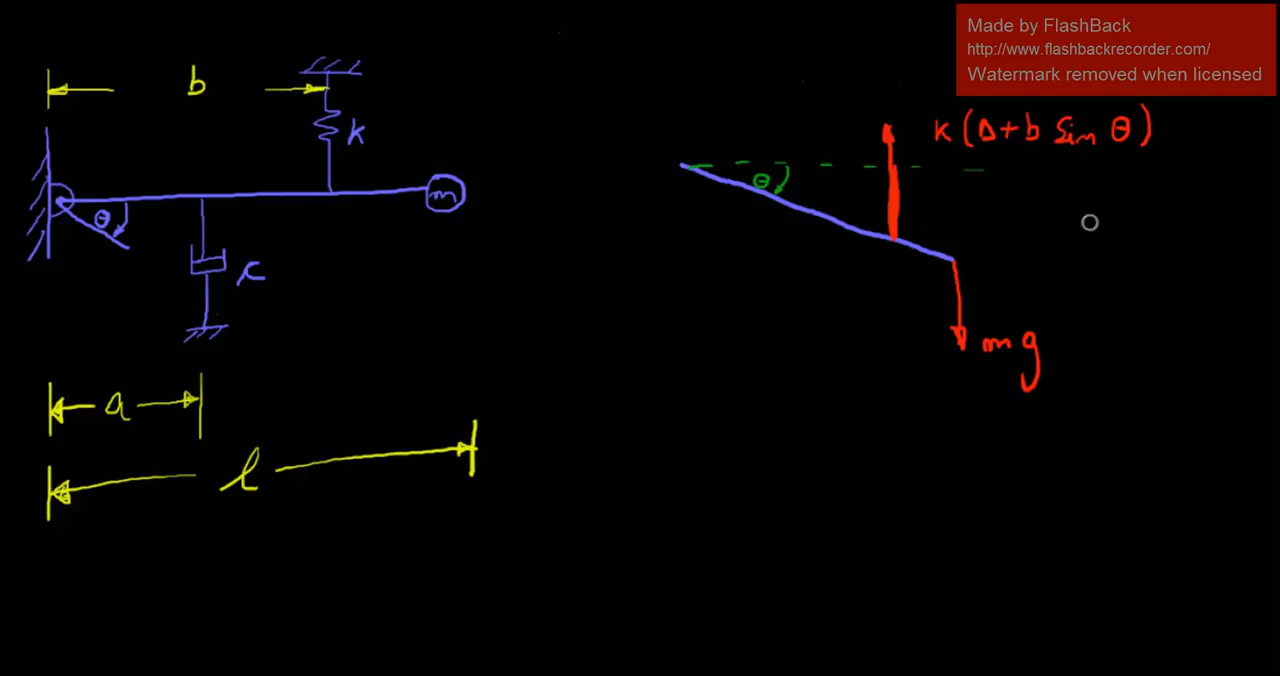 Made by FlashBack
http://www.flashbackrecorder.com/
Watermark removed when licensed
b
k
m
θ
c
a
l
K (Δ+b Sin θ)
θ
mg